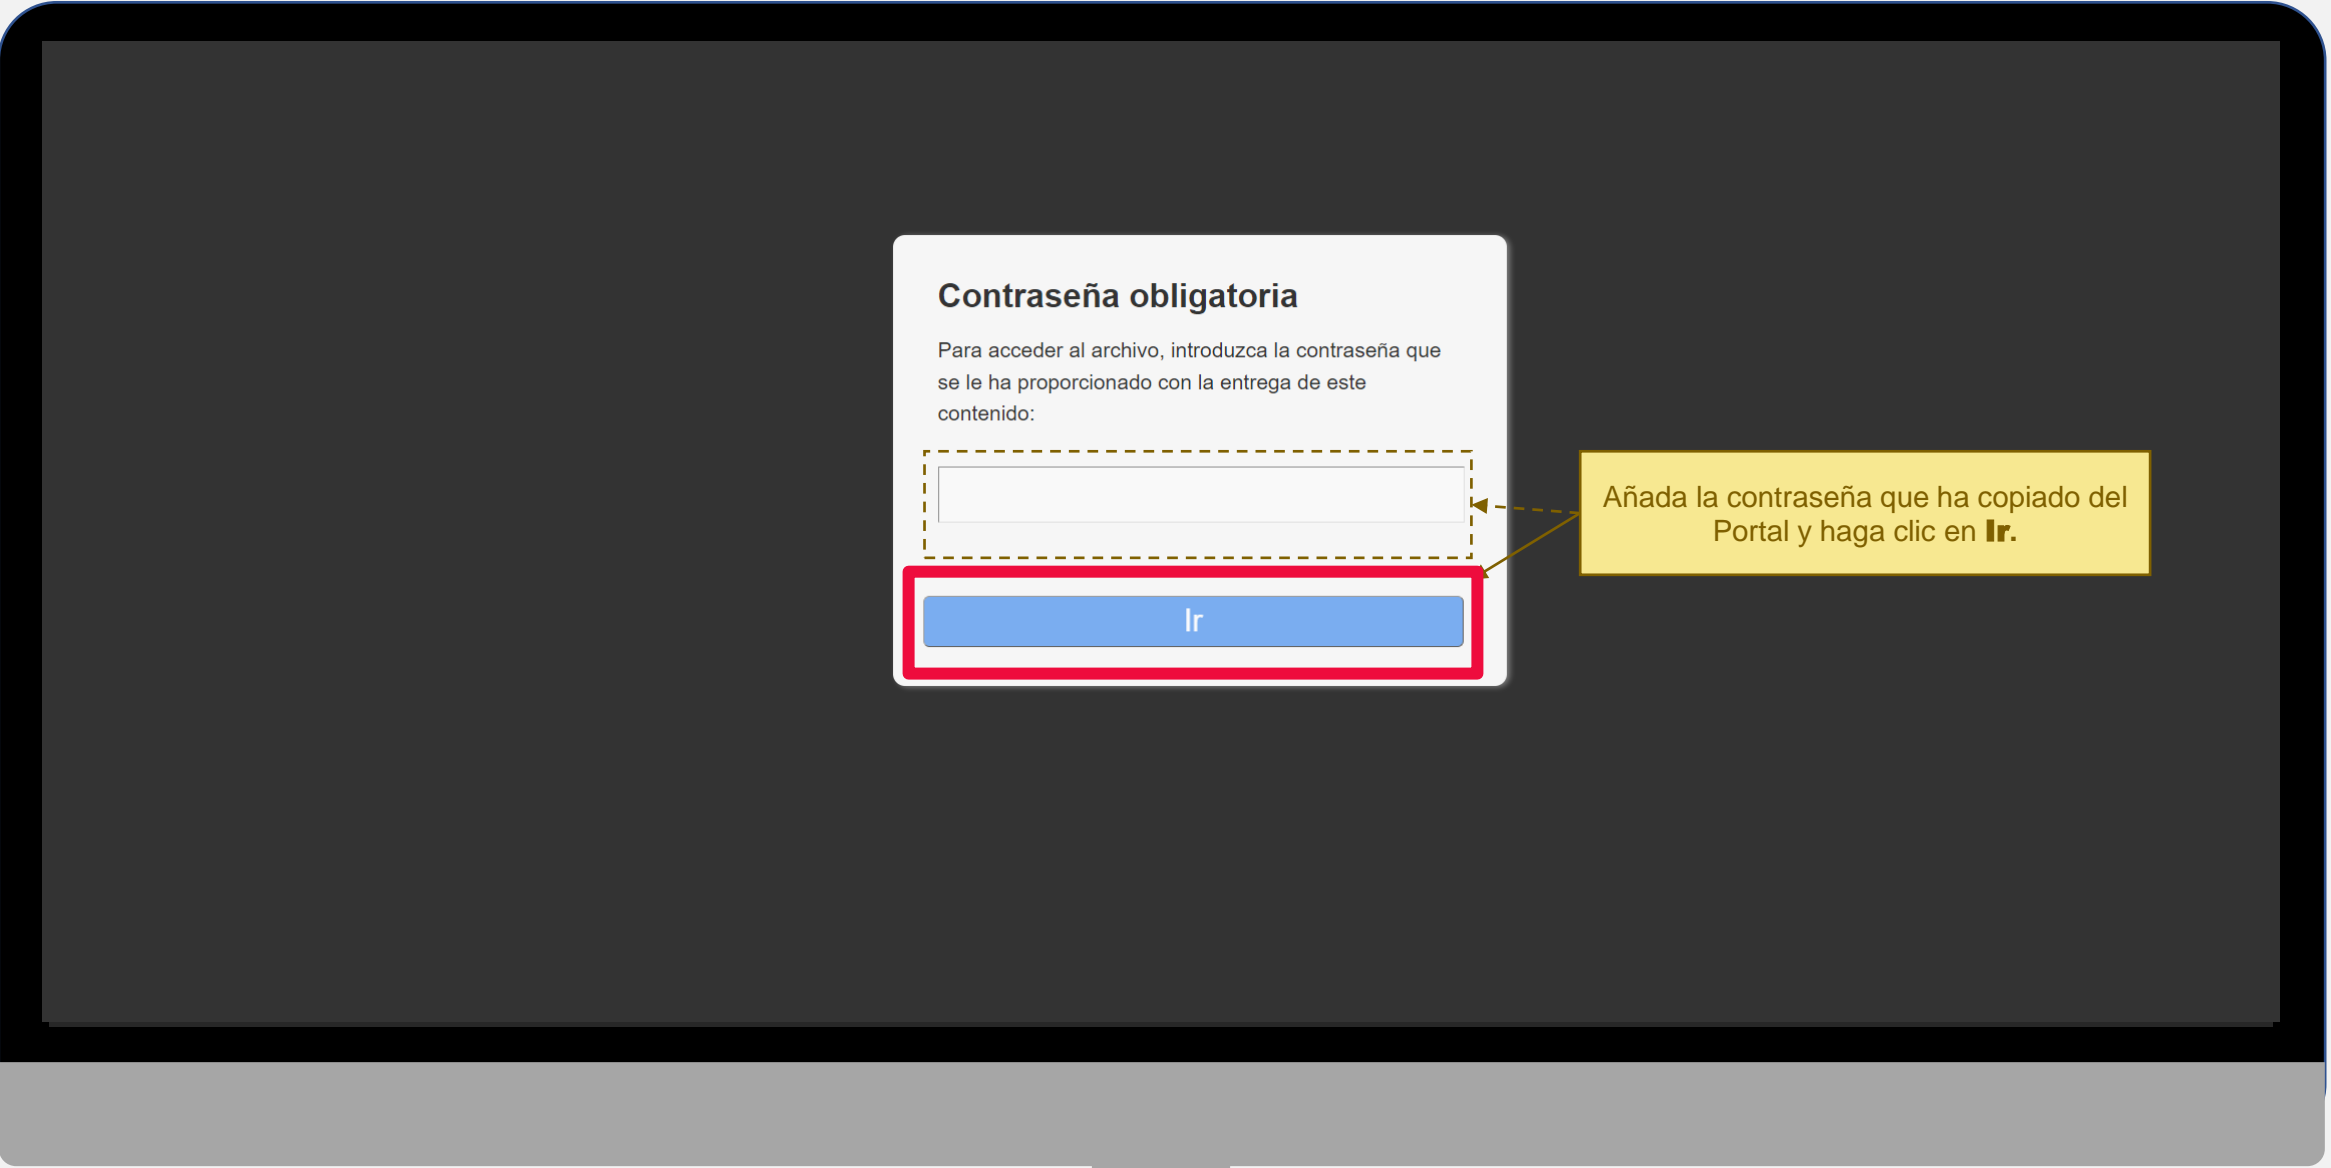 Contraseña obligatoria
Para acceder al archivo, introduzca la contraseña que
se le ha proporcionado con la entrega de este
contenido:
Añada la contraseña que ha copiado del
Portal y haga clic en Ir.
Ir